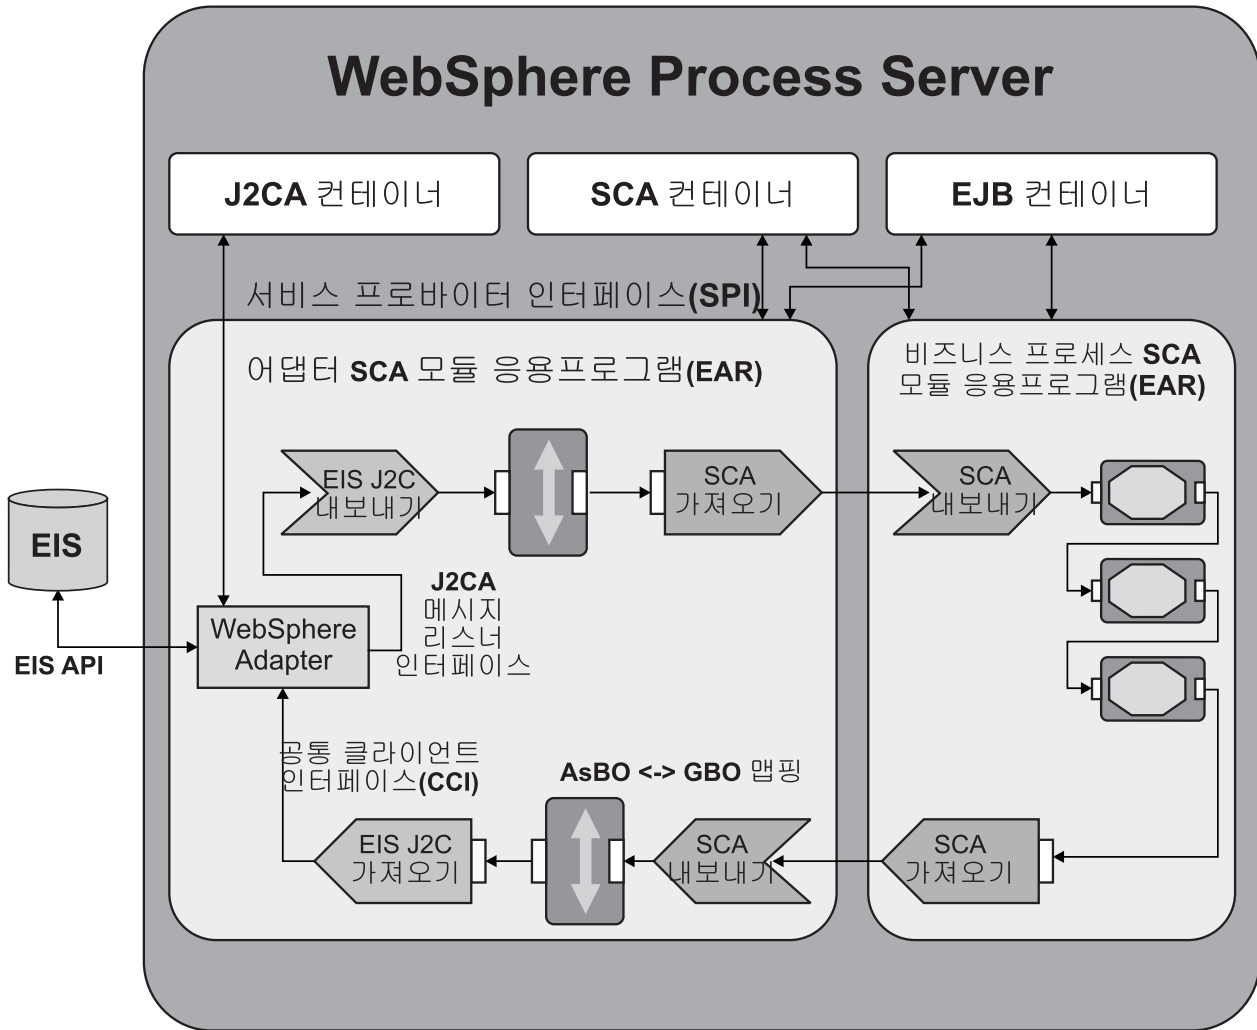 WebSphere Process Server
J2CA 컨테이너
SCA 컨테이너
EJB 컨테이너
서비스 프로바이터 인터페이스(SPI)
어댑터 SCA 모듈 응용프로그램(EAR)
비즈니스 프로세스 SCA
모듈 응용프로그램(EAR)
EIS J2C
내보내기
SCA
가져오기
SCA
내보내기
EIS
EIS API
WebSphere
Adapter
J2CA
메시지
리스너
인터페이스
공통 클라이언트
인터페이스(CCI)
AsBO <-> GBO 맵핑
EIS J2C
가져오기
SCA
내보내기
SCA
가져오기